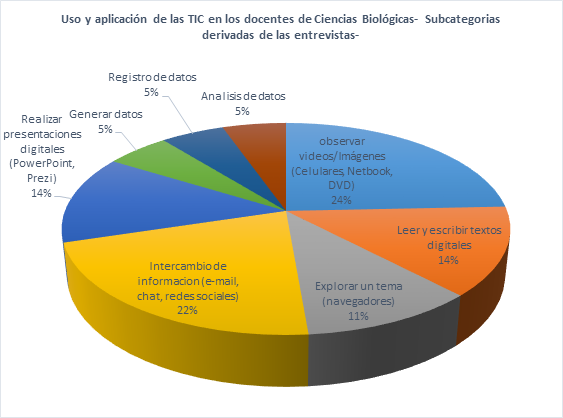 Uso y aplicación de las TIC en los docentes de Ciencias Biológicas- Subcategorias
derivadas de las entrevistas-
Registro de datos
5%
Analisis de datos
5%
Generar datos
5%
Realizar
presentaciones
digitales
(PowerPoint,
Prezi)
14%
observar
videos/Imágenes
(Celulares, Netbook,
DVD)
24%
Leer y escribir textos
digitales
14%
Intercambio de
informacion (e-mail,
chat, redes sociales)
22%
Explorar un tema
(navegadores)
11%